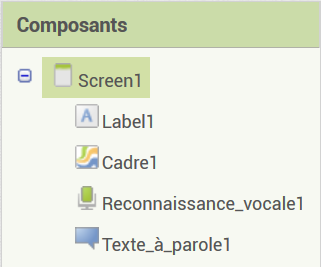 Composants
Screen1
A Label1
Cadre1
Reconnaissance_vocale1
Texte_à_parole1